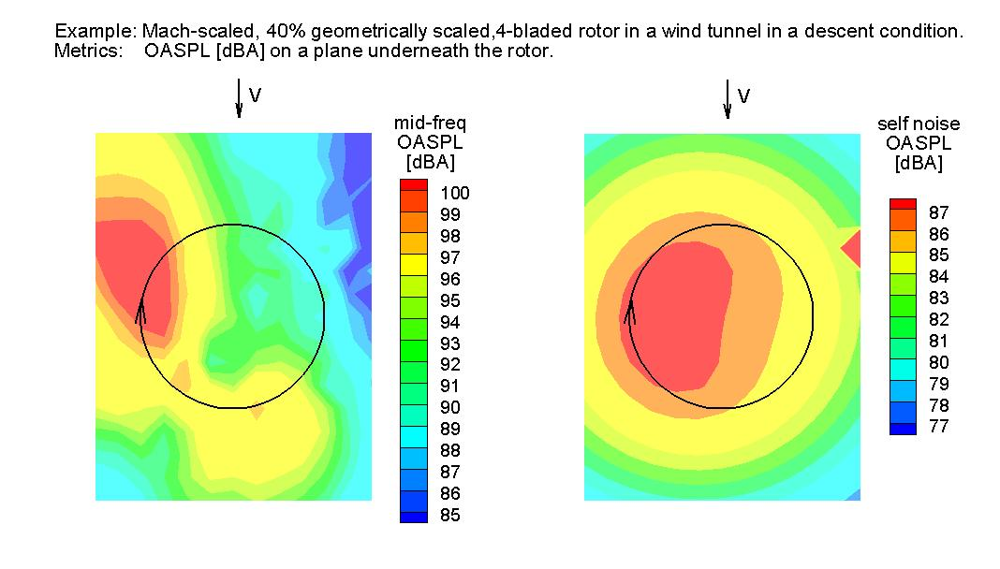 Example: Mach-scaled, 40% geometrically scaled,4-bladed rotor in a wind tunnel in a descent condition.
Metrics: OASPL [dBA] on a plane underneath the rotor.
V
mid-freq
OASPL
[dBA]
100
99
98
97
96
95
94
93
92
91
90
89
88
87
86
85
V
self noise
OASPL
[dBA]
87
86
85
84
83
82
81
80
79
78
77